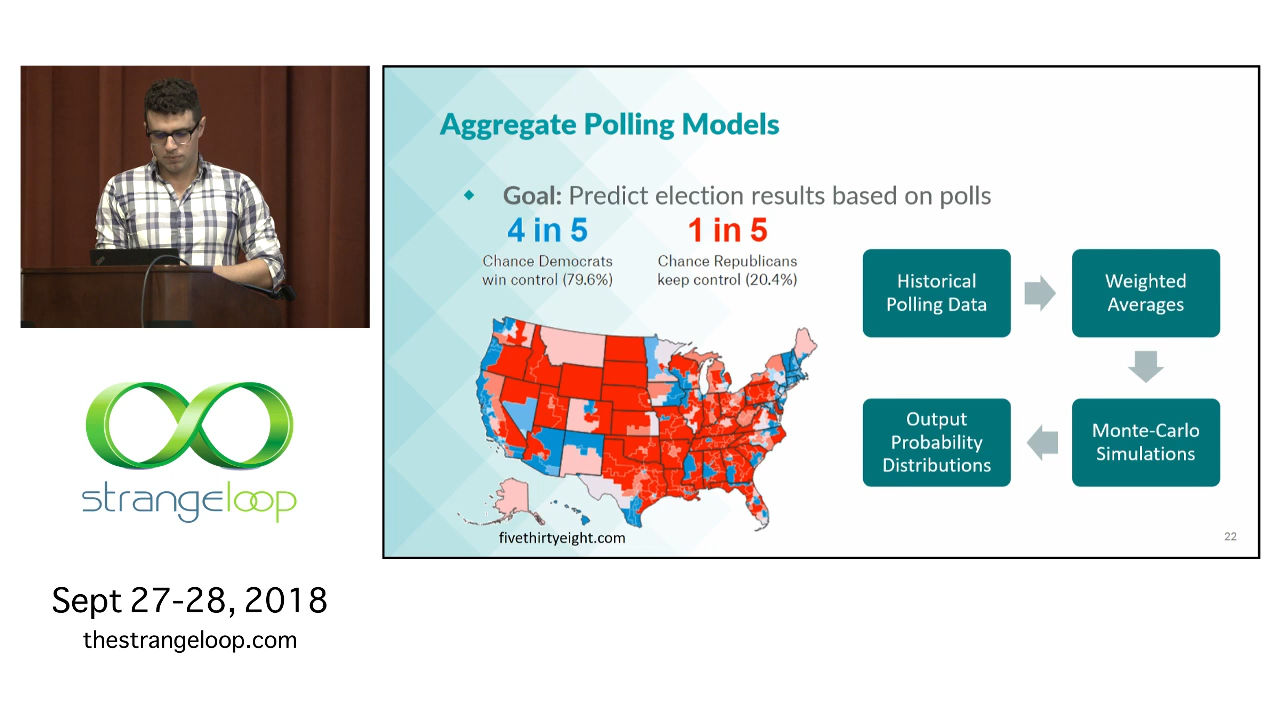 Aggregate Polling Models
Goal: Predict election results based on polls
4 in 5
Chance Democrats
win control (79.6%)
1 in 5
Chance Republicans
keep control (20.4%)
Historical
Polling Data
Weighted
Averages
Monte-Carlo
Simulations
Output
Probability
Distributions
fivethirtyeight.com
22
strangeloop
Sept 27-28, 2018
thestrangeloop.com